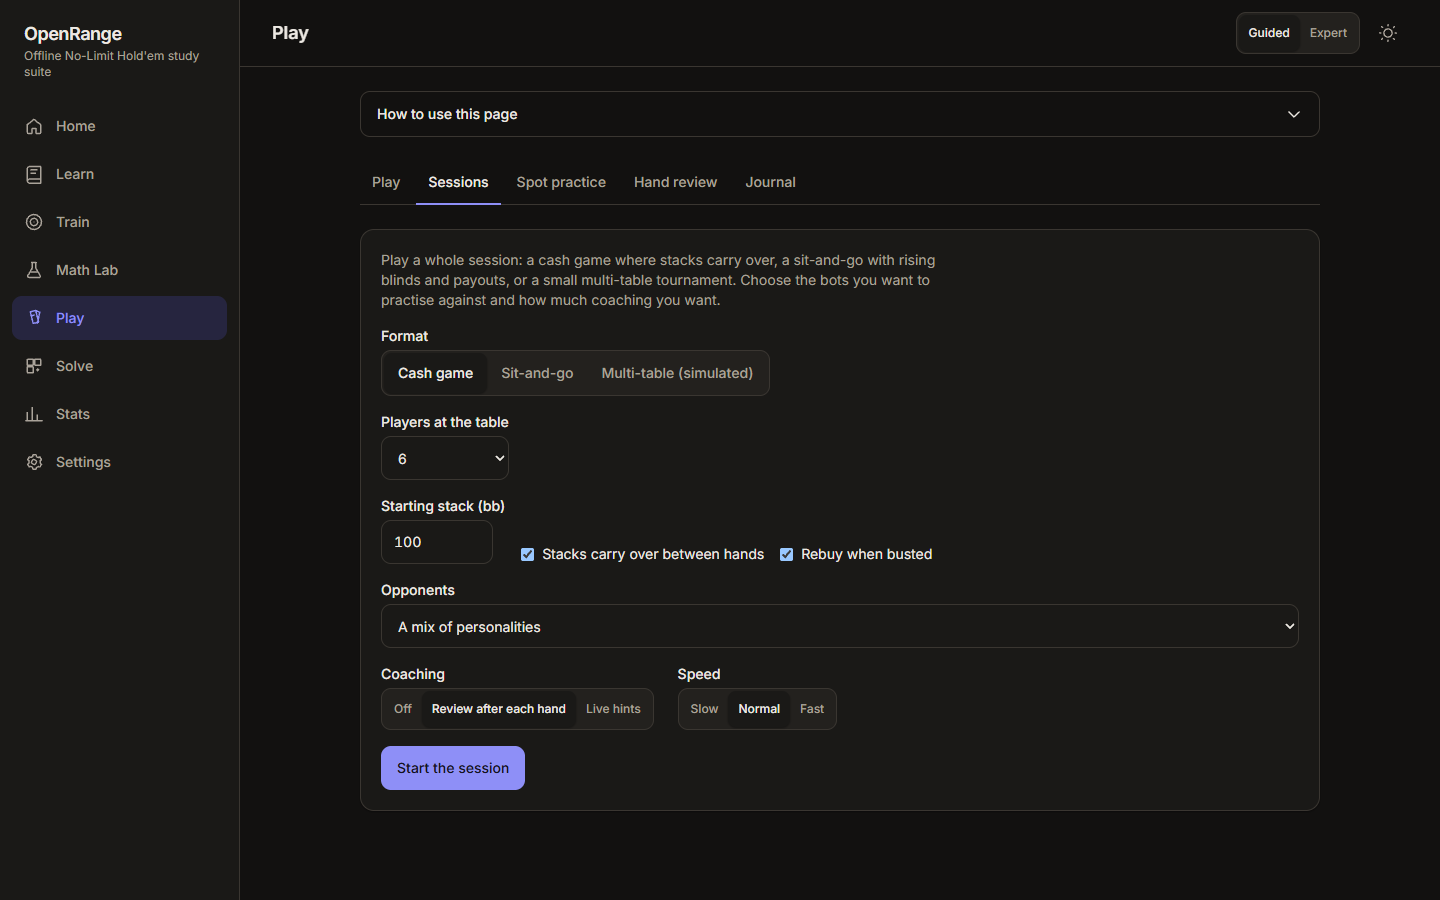 OpenRange
Offline No-Limit Hold'em study
suite
Home
Learn
Train
Math Lab
Play
Solve
Stats
Settings
Play
Guided
Expert
How to use this page
Play
Sessions
Spot practice
Hand review
Journal
Play a whole session: a cash game where stacks carry over, a sit-and-go with rising
blinds and payouts, or a small multi-table tournament. Choose the bots you want to
practise against and how much coaching you want.
Format
Cash game
Sit-and-go
Multi-table (simulated)
Players at the table
6
Starting stack (bb)
100
Stacks carry over between hands
Rebuy when busted
Opponents
A mix of personalities
Coaching
Off
Review after each hand
Live hints
Speed
Slow
Normal
Fast
Start the session